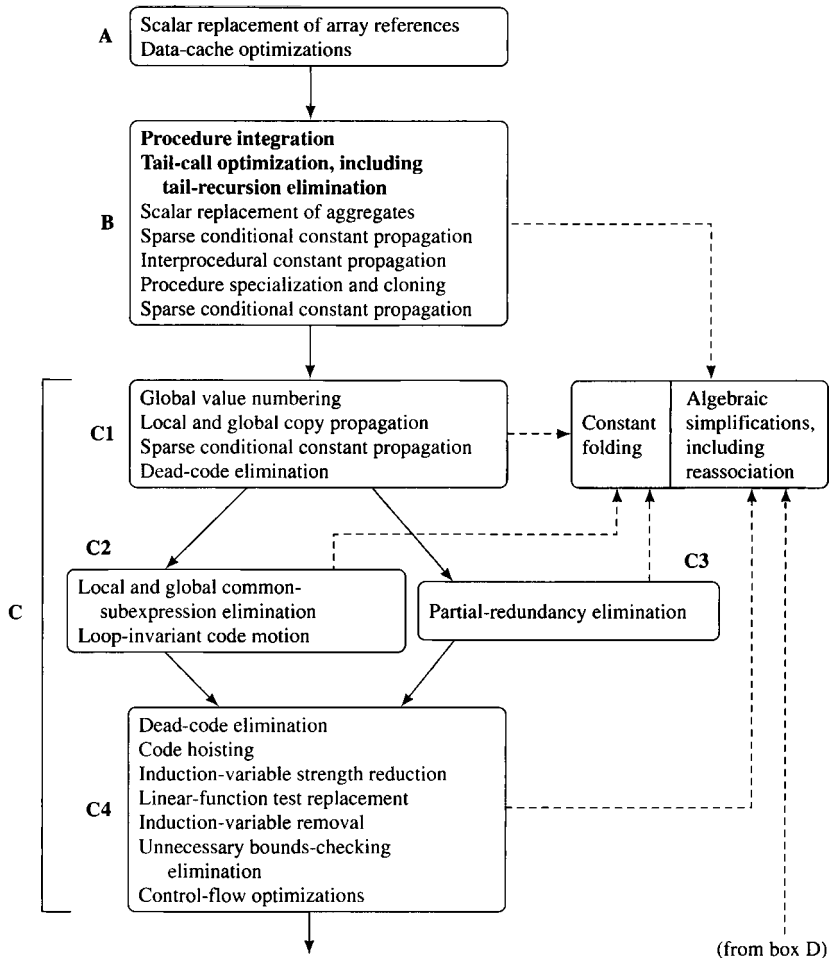 A
Scalar replacement of array references
Data-cache optimizations
B
Procedure integration
Tail-call optimization, including
tail-recursion elimination
Scalar replacement of aggregates
Sparse conditional constant propagation
Interprocedural constant propagation
Procedure specialization and cloning
Sparse conditional constant propagation
C
C1
Global value numbering
Local and global copy propagation
Sparse conditional constant propagation
Dead-code elimination
Constant
folding
Algebraic
simplifications,
including
reassociation
C2
Local and global common-
subexpression elimination
Loop-invariant code motion
C3
Partial-redundancy elimination
C4
Dead-code elimination
Code hoisting
Induction-variable strength reduction
Linear-function test replacement
Induction-variable removal
Unnecessary bounds-checking
elimination
Control-flow optimizations
(from box D)